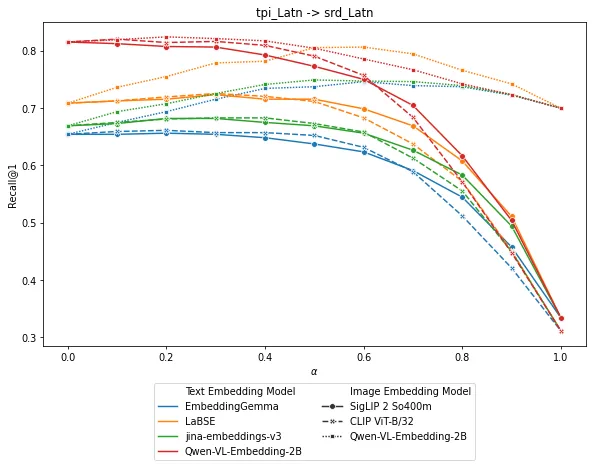 tpi_Latn -> srd_Latn
Recall@1
0.8
0.7
0.6
0.5
0.4
0.3
0.0 0.2 0.4 0.6 0.8 1.0
α
Text Embedding Model Image Embedding Model
EmbeddingGemma SigLIP 2 So400m
LaBSE CLIP ViT-B/32
jina-embeddings-v3 Qwen-VL-Embedding-2B
Qwen-VL-Embedding-2B